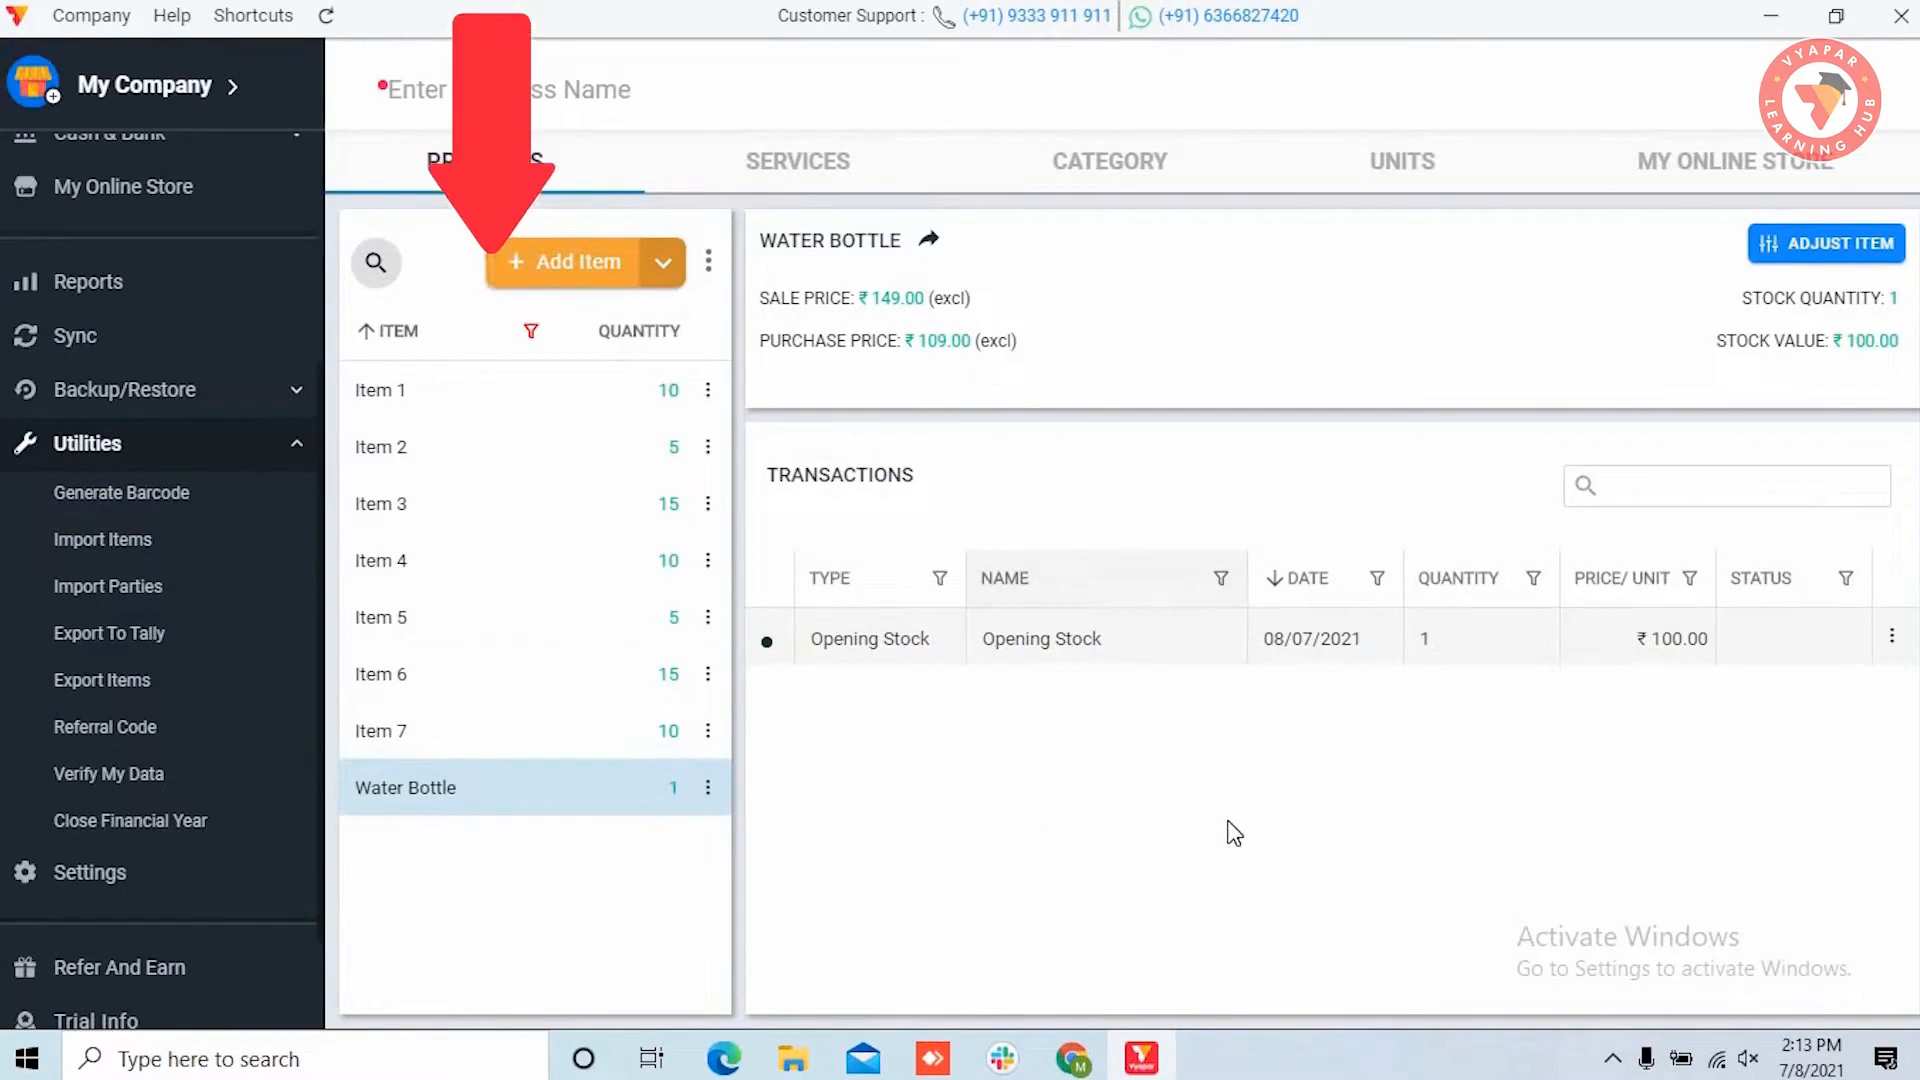 Company Help Shortcuts
Customer Support : (+91) 9333 911 911 (+91) 6366827420
My Company
Enter ss Name
VYAPAR LEARNING HUB
Cash & Bank
My Online Store
Reports
Sync
Backup/Restore
Utilities
Generate Barcode
Import Items
Import Parties
Export To Tally
Export Items
Referral Code
Verify My Data
Close Financial Year
Settings
Refer And Earn
Trial Info
SERVICES CATEGORY UNITS MY ONLINE STORE
+ Add Item
ITEM QUANTITY
Item 1 10
Item 2 5
Item 3 15
Item 4 10
Item 5 5
Item 6 15
Item 7 10
Water Bottle 1
WATER BOTTLE
ADJUST ITEM
SALE PRICE: ₹ 149.00 (excl)
STOCK QUANTITY: 1
PURCHASE PRICE: ₹ 109.00 (excl)
STOCK VALUE: ₹ 100.00
TRANSACTIONS
TYPE NAME DATE QUANTITY PRICE/ UNIT STATUS
Opening Stock Opening Stock 08/07/2021 1 ₹ 100.00
Activate Windows
Go to Settings to activate Windows.
Type here to search
M
Vyapar
2:13 PM
7/8/2021